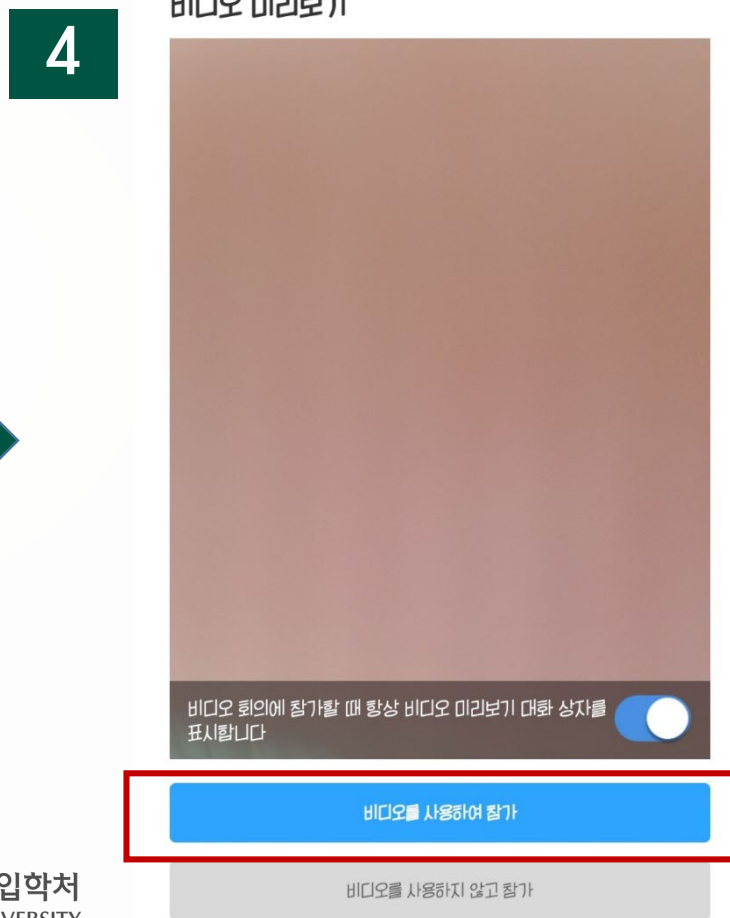 4
비디오 미리보기
비디오 회의에 참가할 때 항상 비디오 미리보기 대화 상자를
표시합니다
비디오를 사용하여 참가
비디오를 사용하지 않고 참가
입학처
VERSITY